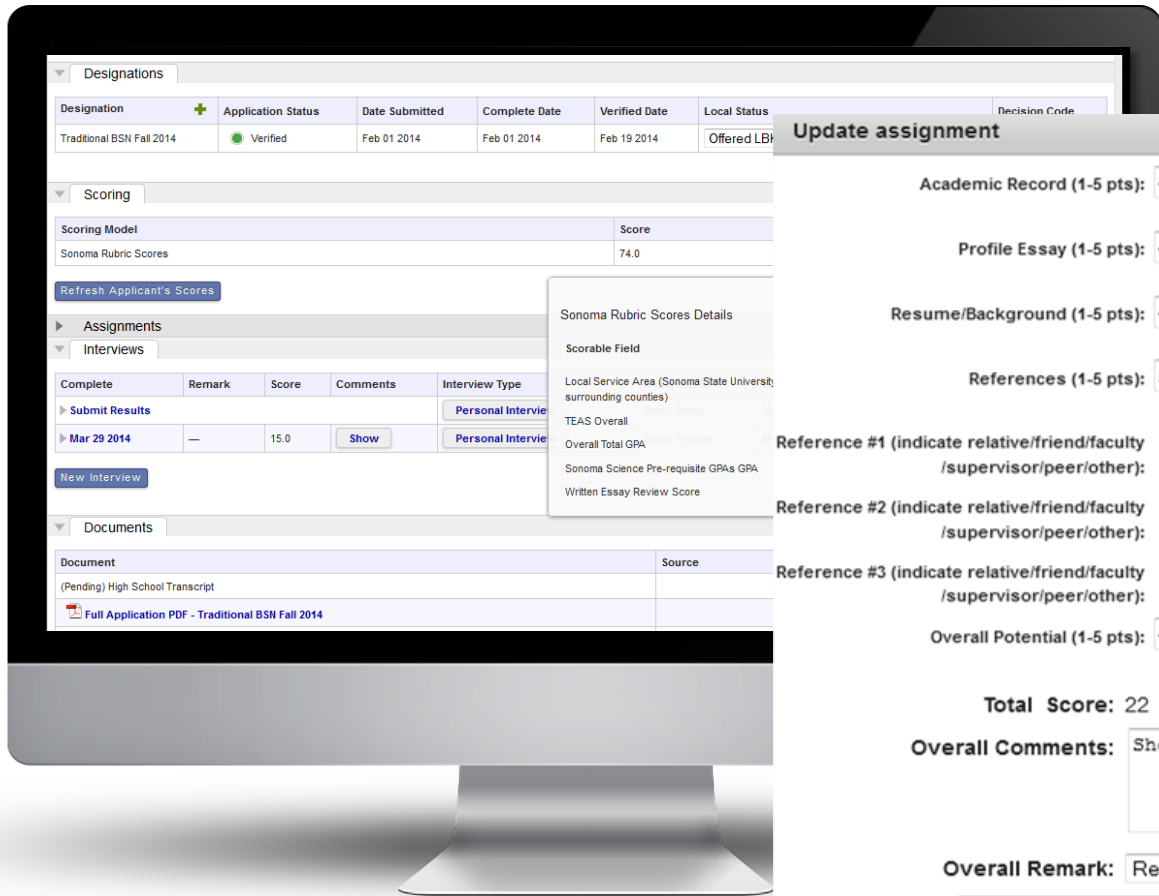 Designations
Designation Application Status Date Submitted Complete Date Verified Date Local Status Decision Code
Traditional BSN Fall 2014 Verified Feb 01 2014 Feb 01 2014 Feb 19 2014 Offered
Scoring
Scoring Model Score
Sonoma Rubric Scores 74.0
Refresh Applicant's Scores
Assignments
Interviews
Complete Remark Score Comments Interview Type
Submit Results Personal Interview
Mar 29 2014 — 15.0 Show Personal Interview
New Interview
Documents
Document Source
(Pending) High School Transcript
Full Application PDF - Traditional BSN Fall 2014
Sonoma Rubric Scores Details
Scorable Field
Local Service Area (Sonoma State University
surrounding counties)
TEAS Overall
Overall Total GPA
Sonoma Science Pre-requisite GPAs GPA
Written Essay Review Score
Update assignment
Academic Record (1-5 pts):
Profile Essay (1-5 pts):
Resume/Background (1-5 pts):
References (1-5 pts):
Reference #1 (indicate relative/friend/faculty
/supervisor/peer/other):
Reference #2 (indicate relative/friend/faculty
/supervisor/peer/other):
Reference #3 (indicate relative/friend/faculty
/supervisor/peer/other):
Overall Potential (1-5 pts):
Total Score: 22
Overall Comments:
Overall Remark: